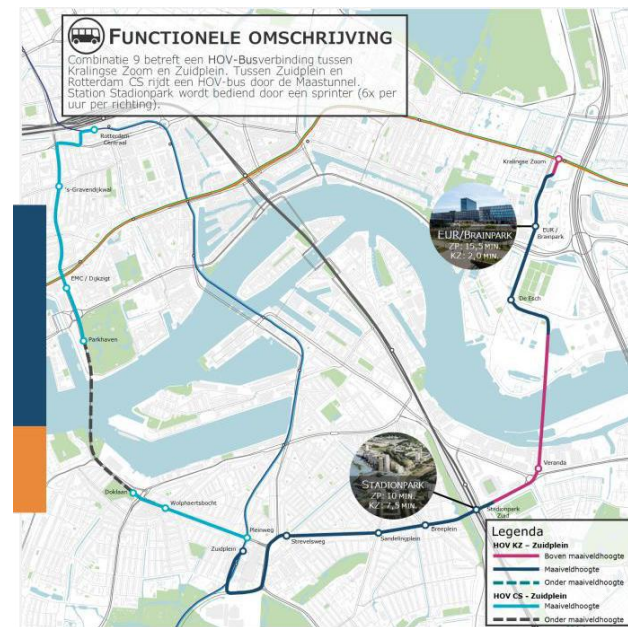 FUNCTIONELE OMSCHRIJVING
Combinatie 9 betreft een HOV-Busverbinding tussen
Kralingse Zoom en Zuidplein. Tussen Zuidplein en
Rotterdam CS rijdt een HOV-bus door de Maastunnel.
Station Stadionpark wordt bediend door een sprinter (6x per
uur per richting).
Rotterdam
Centraal
Kralingse Zoom
's-Gravendijkwal
EUR/BRAINPARK
ZP: 15,5 MIN.
KZ: 2,0 MIN.
EUR /
Brainpark
EMC / Dijkzigt
De Esch
Parkhaven
STADIONPARK
ZP: 10 MIN.
KZ: 7,5 MIN.
Veranda
Doklaan
Wolphaertsbocht
Stadionpark
Zuid
Pleinweg
Breeplein
Strevelsweg
Sandelingplein
Zuidplein
Legenda
HOV KZ – Zuidplein
Boven maaiveldhoogte
Maaiveldhoogte
Onder maaiveldhoogte
HOV CS - Zuidplein
Maaiveldhoogte
Onder maaiveldhoogte